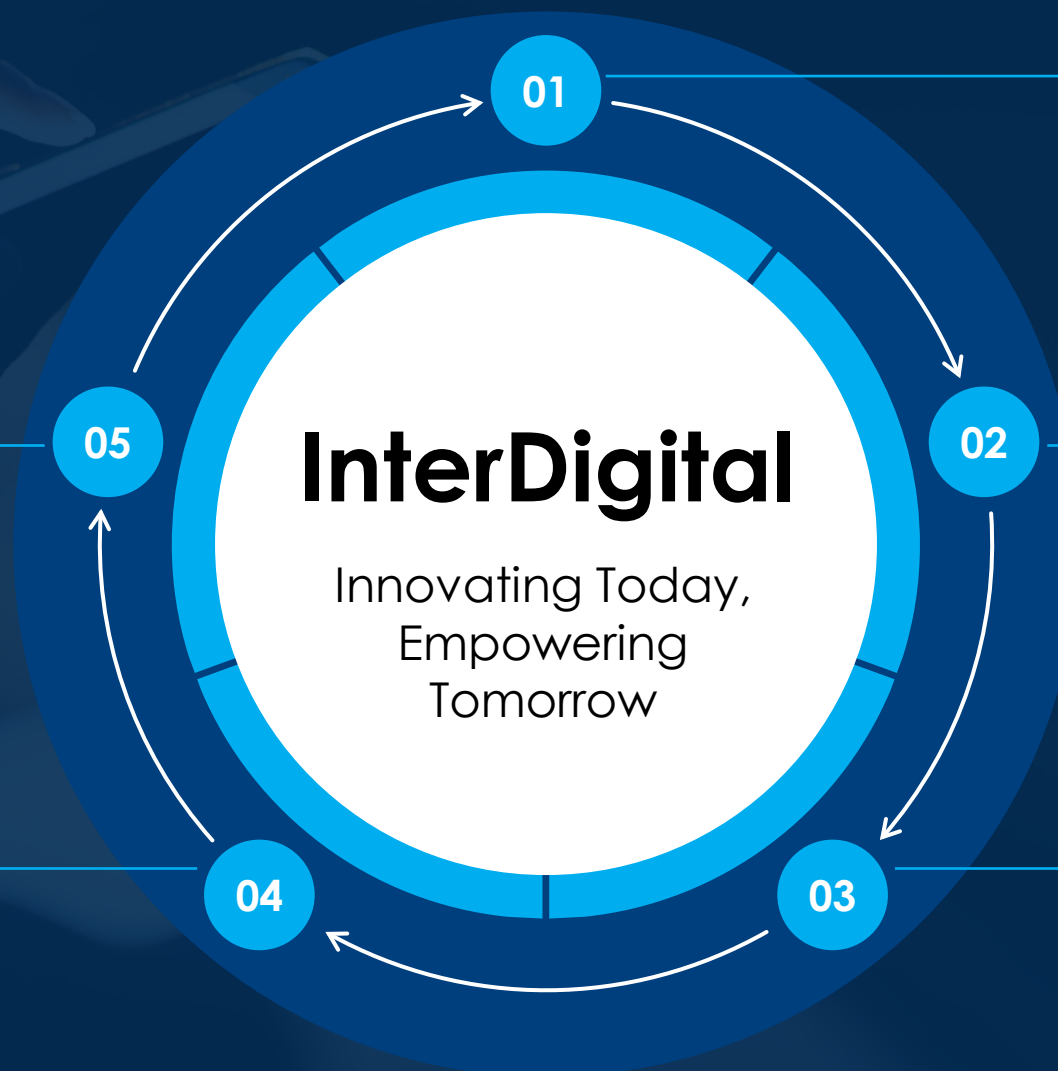 01
05
02
InterDigital
Innovating Today,
Empowering
Tomorrow
04
03